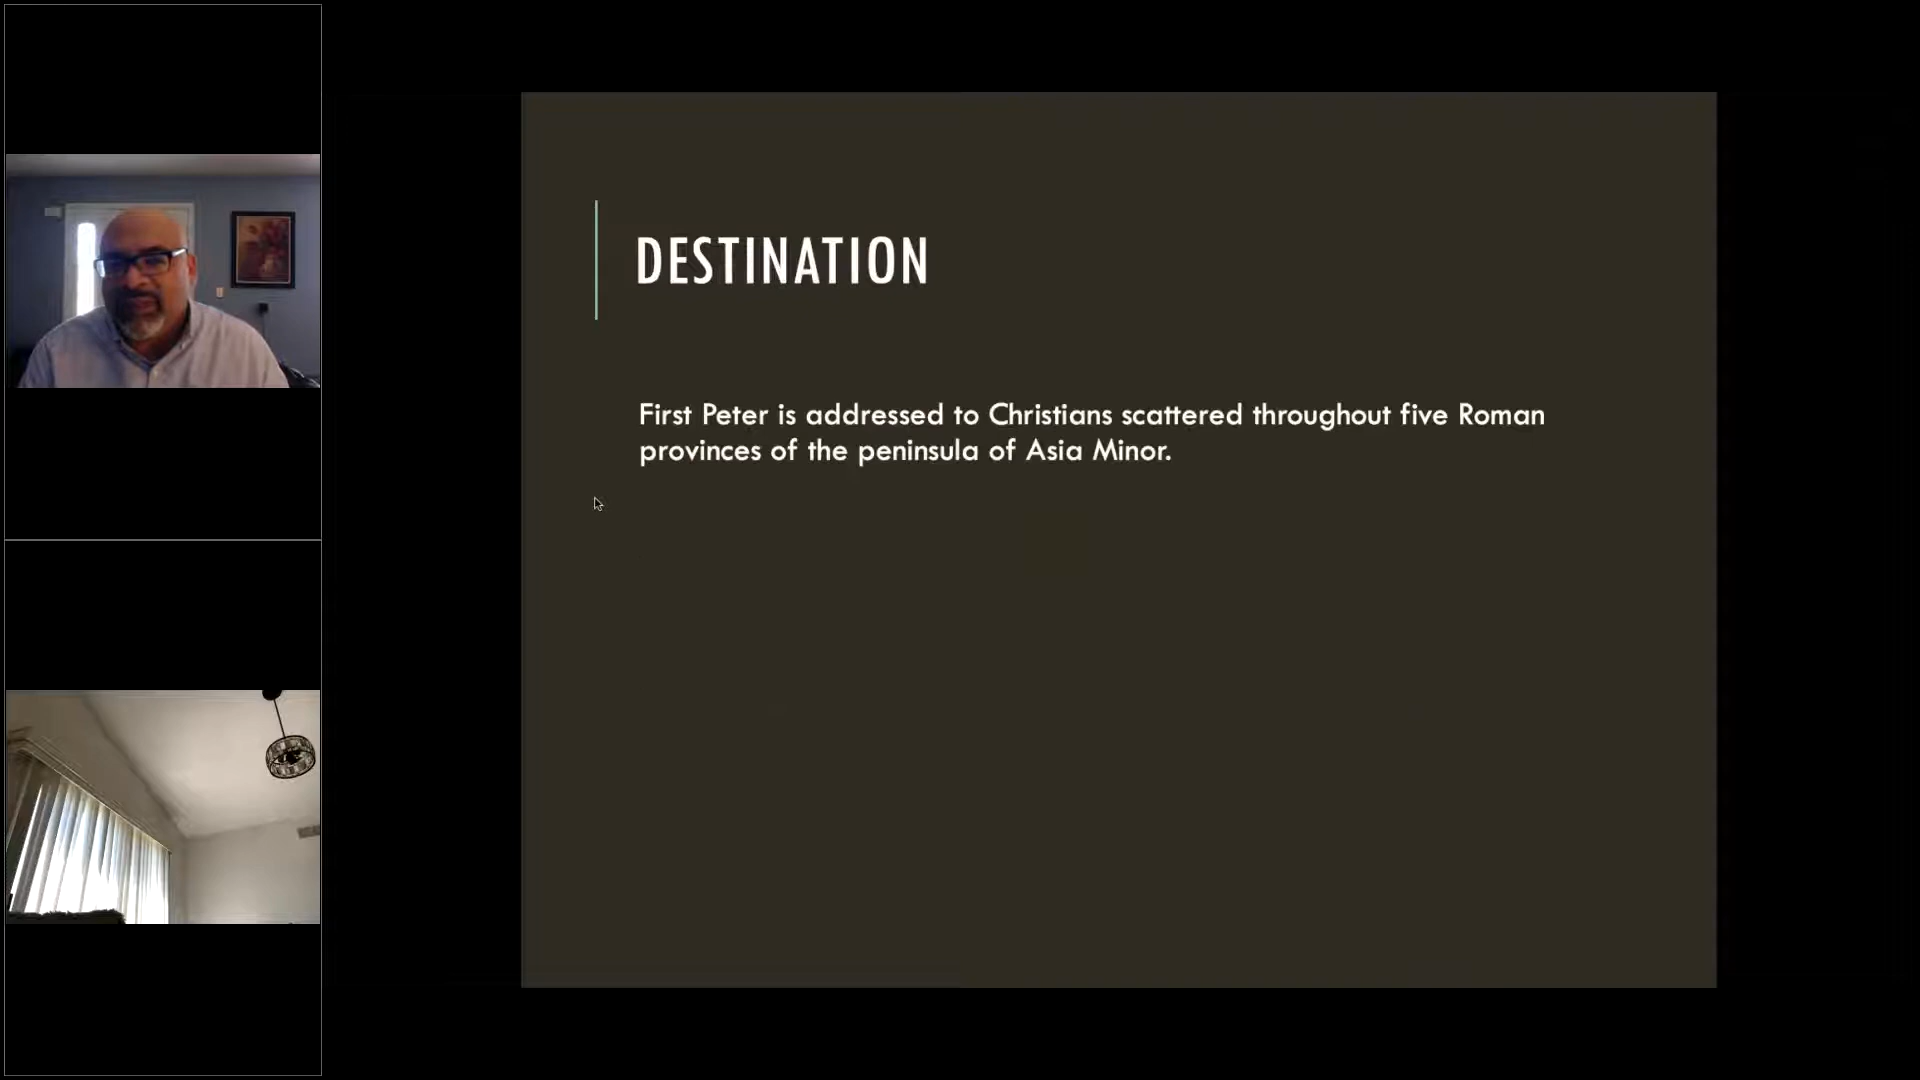 DESTINATION
First Peter is addressed to Christians scattered throughout five Roman
provinces of the peninsula of Asia Minor.